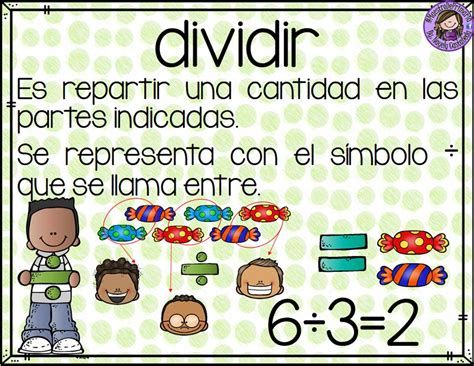 dividir
Es repartir una cantidad en las
partes indicadas.
Se representa con el símbolo ÷
que se llama entre.
6÷3=2